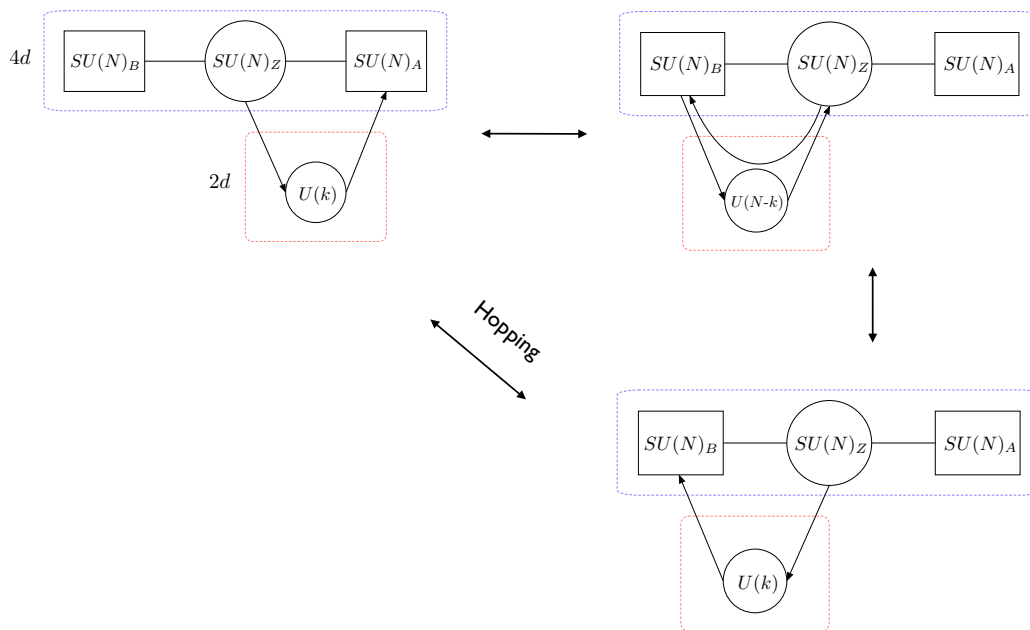 4d
SU(N)_B
SU(N)_Z
SU(N)_A
2d
U(k)
SU(N)_B
SU(N)_Z
SU(N)_A
U(N-k)
Hopping
SU(N)_B
SU(N)_Z
SU(N)_A
U(k)